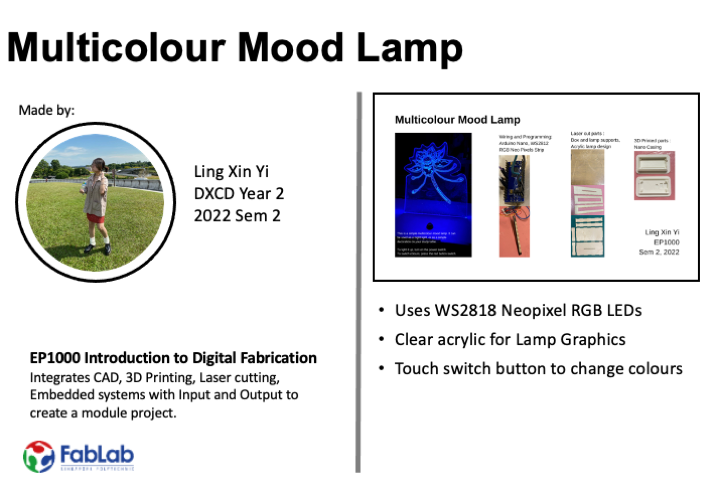 Multicolour Mood Lamp
Made by:
Ling Xin Yi
DXCD Year 2
2022 Sem 2
EP1000 Introduction to Digital Fabrication
Integrates CAD, 3D Printing, Laser cutting,
Embedded systems with Input and Output to
create a module project.
FabLab
SINGAPORE POLYTECHNIC
Multicolour Mood Lamp
Wiring and Programming:
Arduino Nano, WS2812
RGB Neo Pixels Strip
Laser cut parts :
Box and lamp supports,
Acrylic lamp design
3D Printed parts :
Nano Casing
Ling Xin Yi
EP1000
Sem 2, 2022
• Uses WS2818 Neopixel RGB LEDs
• Clear acrylic for Lamp Graphics
• Touch switch button to change colours